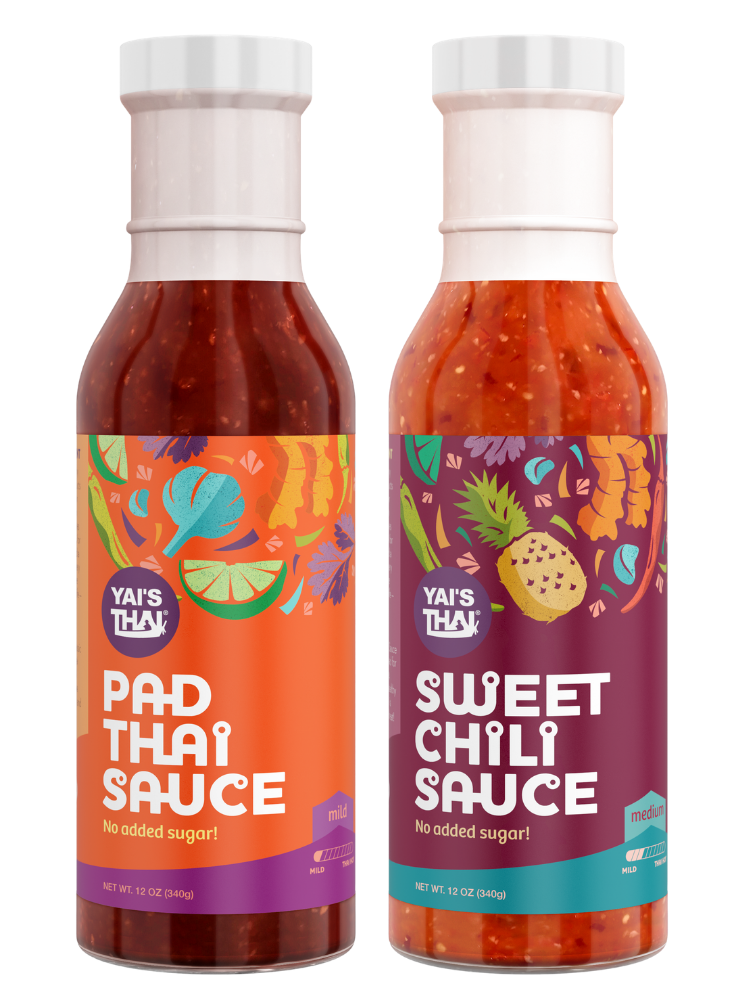 YAI'S
THAI®
PAD
THAI
SAUCE
No added sugar!
mild
MILD
NET WT. 12 OZ (340g)
YAI'S
THAI®
SWEET
CHILI
SAUCE
No added sugar!
medium
MILD
NET WT. 12 OZ (340g)